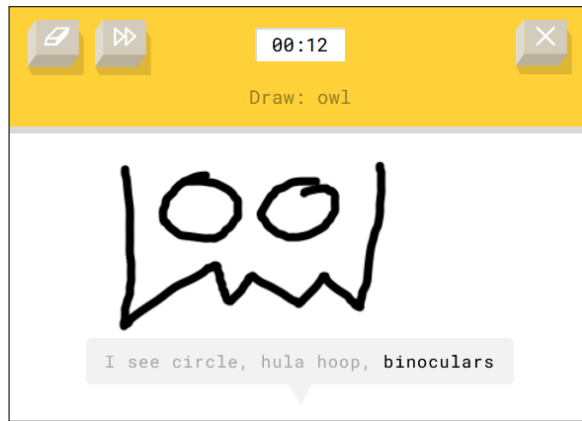 00:12
Draw: owl
I see circle, hula hoop, binoculars